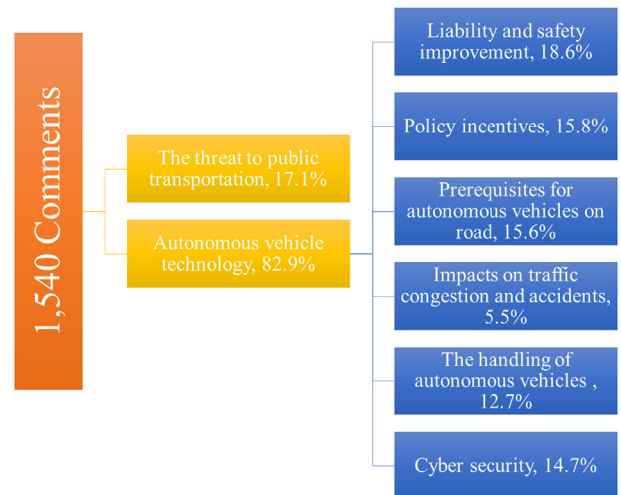 1,540 Comments
The threat to public
transportation, 17.1%
Autonomous vehicle
technology, 82.9%
Liability and safety
improvement, 18.6%
Policy incentives, 15.8%
Prerequisites for
autonomous vehicles on
road, 15.6%
Impacts on traffic
congestion and accidents,
5.5%
The handling of
autonomous vehicles ,
12.7%
Cyber security, 14.7%